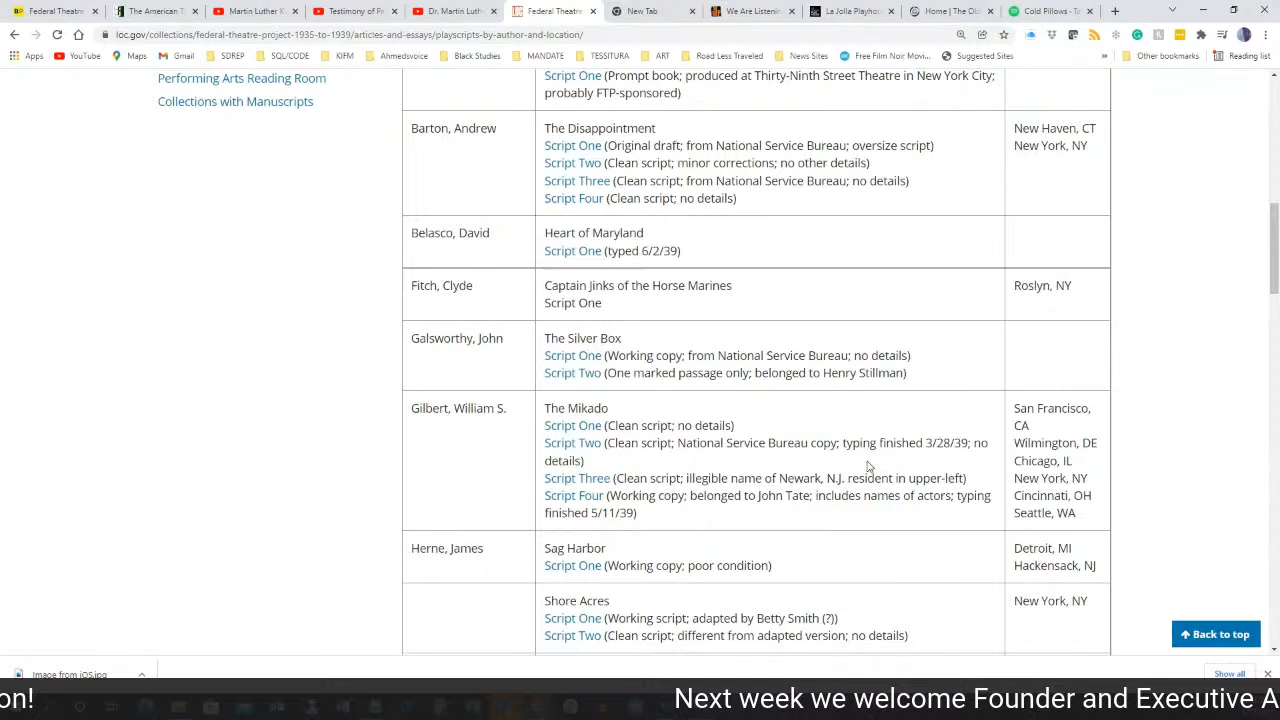 Federal Theatre
The American T
Martin Luther K
Testimony of Pa
Dr. Martin Luther
Federal Theatre
New Tab
We Are Listenin
La Jolla Playhou
Home | The Old
Cold Pillows - Ta
loc.gov/collections/federal-theatre-project-1935-to-1939/articles-and-essays/playscripts-by-author-and-location/
Apps
YouTube
Maps
Gmail
SDREP
SQL/CODE
KIFM
Ahmedsvoice
Black Studies
MANDATE
TESSITURA
ART
Road Less Traveled
News Sites
Free Film Noir Movi...
Suggested Sites
»
Other bookmarks
Reading list
Performing Arts Reading Room
Collections with Manuscripts
Script One (Prompt book; produced at Thirty-Ninth Street Theatre in New York City;
probably FTP-sponsored)
Barton, Andrew
The Disappointment
Script One (Original draft; from National Service Bureau; oversize script)
Script Two (Clean script; minor corrections; no other details)
Script Three (Clean script; from National Service Bureau; no details)
Script Four (Clean script; no details)
New Haven, CT
New York, NY
Belasco, David
Heart of Maryland
Script One (typed 6/2/39)
Fitch, Clyde
Captain Jinks of the Horse Marines
Script One
Roslyn, NY
Galsworthy, John
The Silver Box
Script One (Working copy; from National Service Bureau; no details)
Script Two (One marked passage only; belonged to Henry Stillman)
Gilbert, William S.
The Mikado
Script One (Clean script; no details)
Script Two (Clean script; National Service Bureau copy; typing finished 3/28/39; no
details)
Script Three (Clean script; illegible name of Newark, N.J. resident in upper-left)
Script Four (Working copy; belonged to John Tate; includes names of actors; typing
finished 5/11/39)
San Francisco,
CA
Wilmington, DE
Chicago, IL
New York, NY
Cincinnati, OH
Seattle, WA
Herne, James
Sag Harbor
Script One (Working copy; poor condition)
Detroit, MI
Hackensack, NJ
Shore Acres
Script One (Working script; adapted by Betty Smith (?))
Script Two (Clean script; different from adapted version; no details)
New York, NY
Back to top
Image from iOS.jpg
Show all
on!
Next week we welcome Founder and Executive A